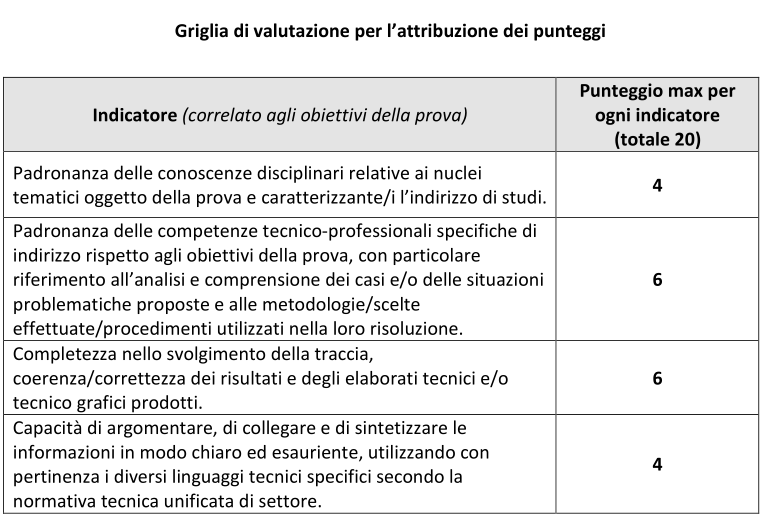 Griglia di valutazione per l’attribuzione dei punteggi
Indicatore (correlato agli obiettivi della prova)
Punteggio max per
ogni indicatore
(totale 20)
Padronanza delle conoscenze disciplinari relative ai nuclei
tematici oggetto della prova e caratterizzante/i l’indirizzo di studi.
4
Padronanza delle competenze tecnico-professionali specifiche di
indirizzo rispetto agli obiettivi della prova, con particolare
riferimento all’analisi e comprensione dei casi e/o delle situazioni
problematiche proposte e alle metodologie/scelte
effettuate/procedimenti utilizzati nella loro risoluzione.
6
Completezza nello svolgimento della traccia,
coerenza/correttezza dei risultati e degli elaborati tecnici e/o
tecnico grafici prodotti.
6
Capacità di argomentare, di collegare e di sintetizzare le
informazioni in modo chiaro ed esauriente, utilizzando con
pertinenza i diversi linguaggi tecnici specifici secondo la
normativa tecnica unificata di settore.
4